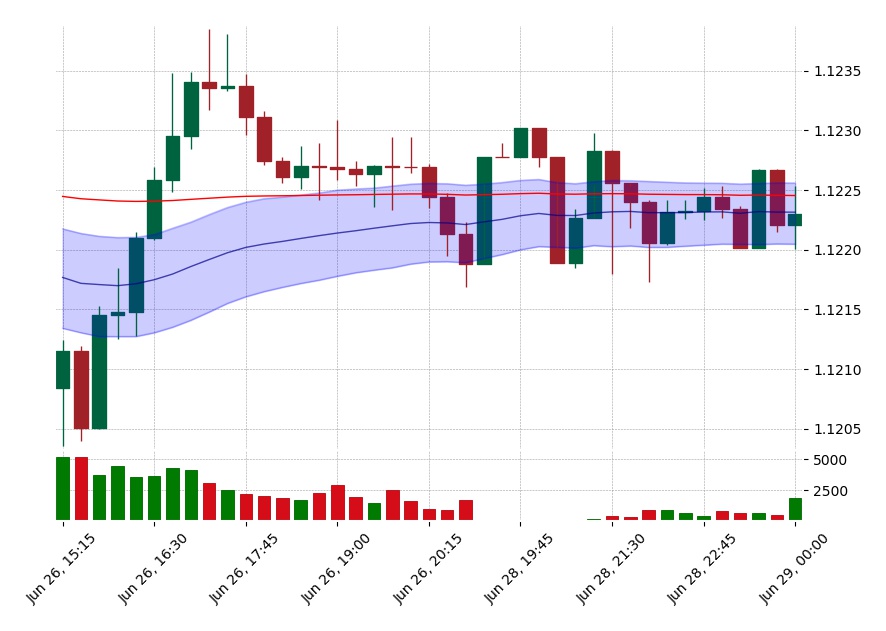 1.1235
1.1230
1.1225
1.1220
1.1215
1.1210
1.1205
5000
2500
Jun 26, 15:15
Jun 26, 16:30
Jun 26, 17:45
Jun 26, 19:00
Jun 26, 20:15
Jun 28, 19:45
Jun 28, 21:30
Jun 28, 22:45
Jun 29, 00:00